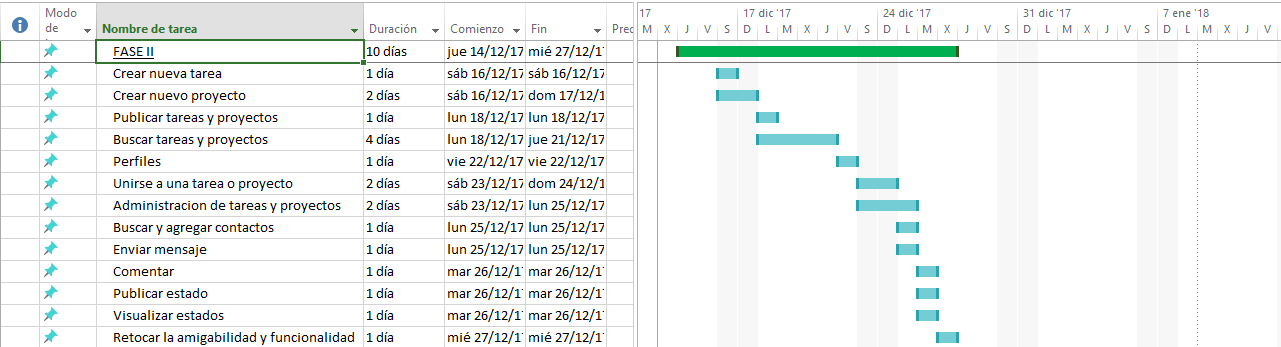 17 17 dic '17 24 dic '17 31 dic '17 7 ene '18
Modo de Nombre de tarea Duración Comienzo Fin Pred M X J V S D L M X J V S D L M X J V S D L M X J V S D L M X J V S
FASE II 10 días jue 14/12/17 mié 27/12/1
Crear nueva tarea 1 día sáb 16/12/17 sáb 16/12/17
Crear nuevo proyecto 2 días sáb 16/12/17 dom 17/12/1
Publicar tareas y proyectos 1 día lun 18/12/17 lun 18/12/17
Buscar tareas y proyectos 4 días lun 18/12/17 jue 21/12/17
Perfiles 1 día vie 22/12/17 vie 22/12/17
Unirse a una tarea o proyecto 2 días sáb 23/12/17 dom 24/12/1
Administracion de tareas y proyectos 2 días sáb 23/12/17 lun 25/12/17
Buscar y agregar contactos 1 día lun 25/12/17 lun 25/12/17
Enviar mensaje 1 día lun 25/12/17 lun 25/12/17
Comentar 1 día mar 26/12/1 mar 26/12/1
Publicar estado 1 día mar 26/12/1 mar 26/12/1
Visualizar estados 1 día mar 26/12/1 mar 26/12/1
Retocar la amigabilidad y funcionalidad 1 día mié 27/12/1 mié 27/12/1